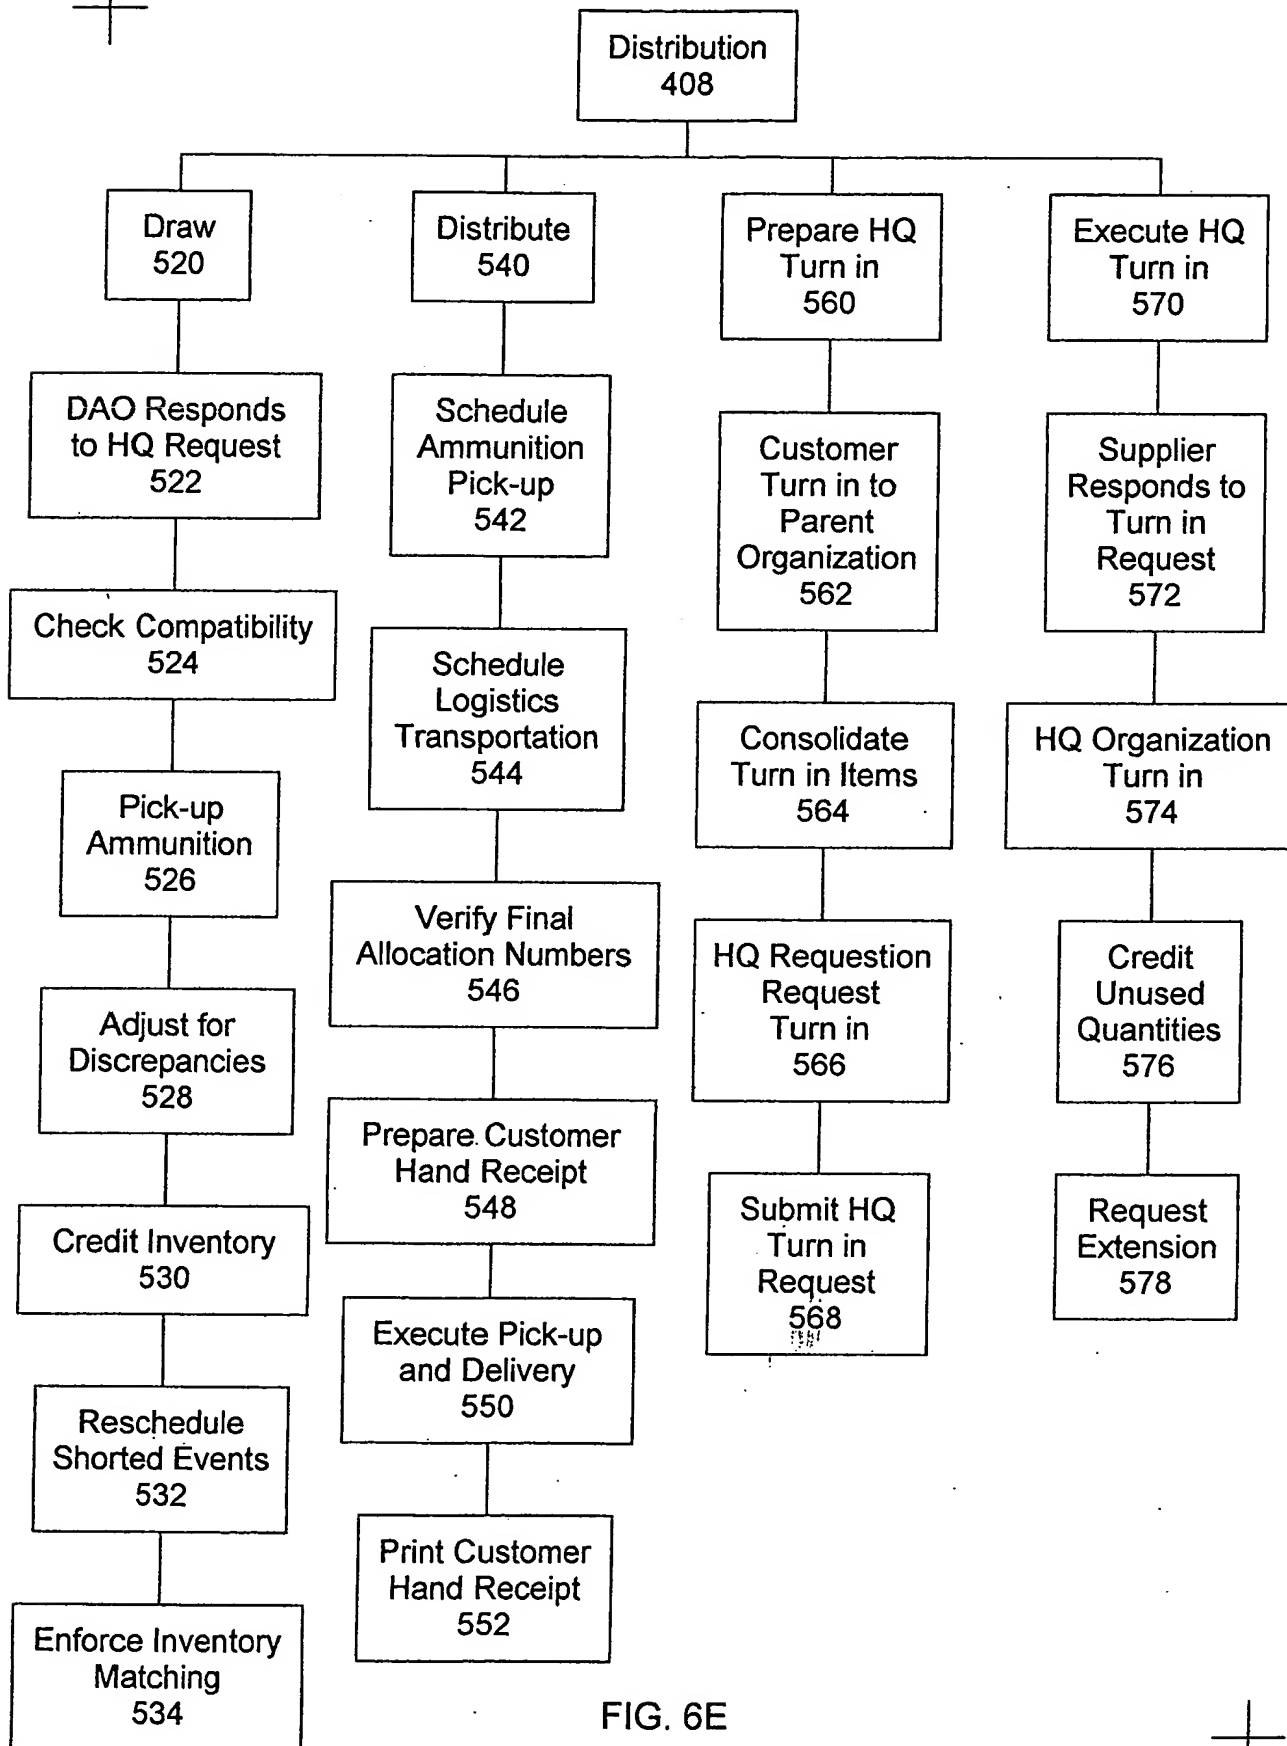 Distribution
408
Draw
520
DAO Responds
to HQ Request
522
Check Compatibility
524
Pick-up
Ammunition
526
Adjust for
Discrepancies
528
Credit Inventory
530
Reschedule
Shorted Events
532
Enforce Inventory
Matching
534
Distribute
540
Schedule
Ammunition
Pick-up
542
Schedule
Logistics
Transportation
544
Verify Final
Allocation Numbers
546
Prepare Customer
Hand Receipt
548
Execute Pick-up
and Delivery
550
Print Customer
Hand Receipt
552
Prepare HQ
Turn in
560
Customer
Turn in to
Parent
Organization
562
Consolidate
Turn in Items
564
HQ Requestion
Request
Turn in
566
Submit HQ
Turn in
Request
568
Execute HQ
Turn in
570
Supplier
Responds to
Turn in
Request
572
HQ Organization
Turn in
574
Credit
Unused
Quantities
576
Request
Extension
578
FIG. 6E